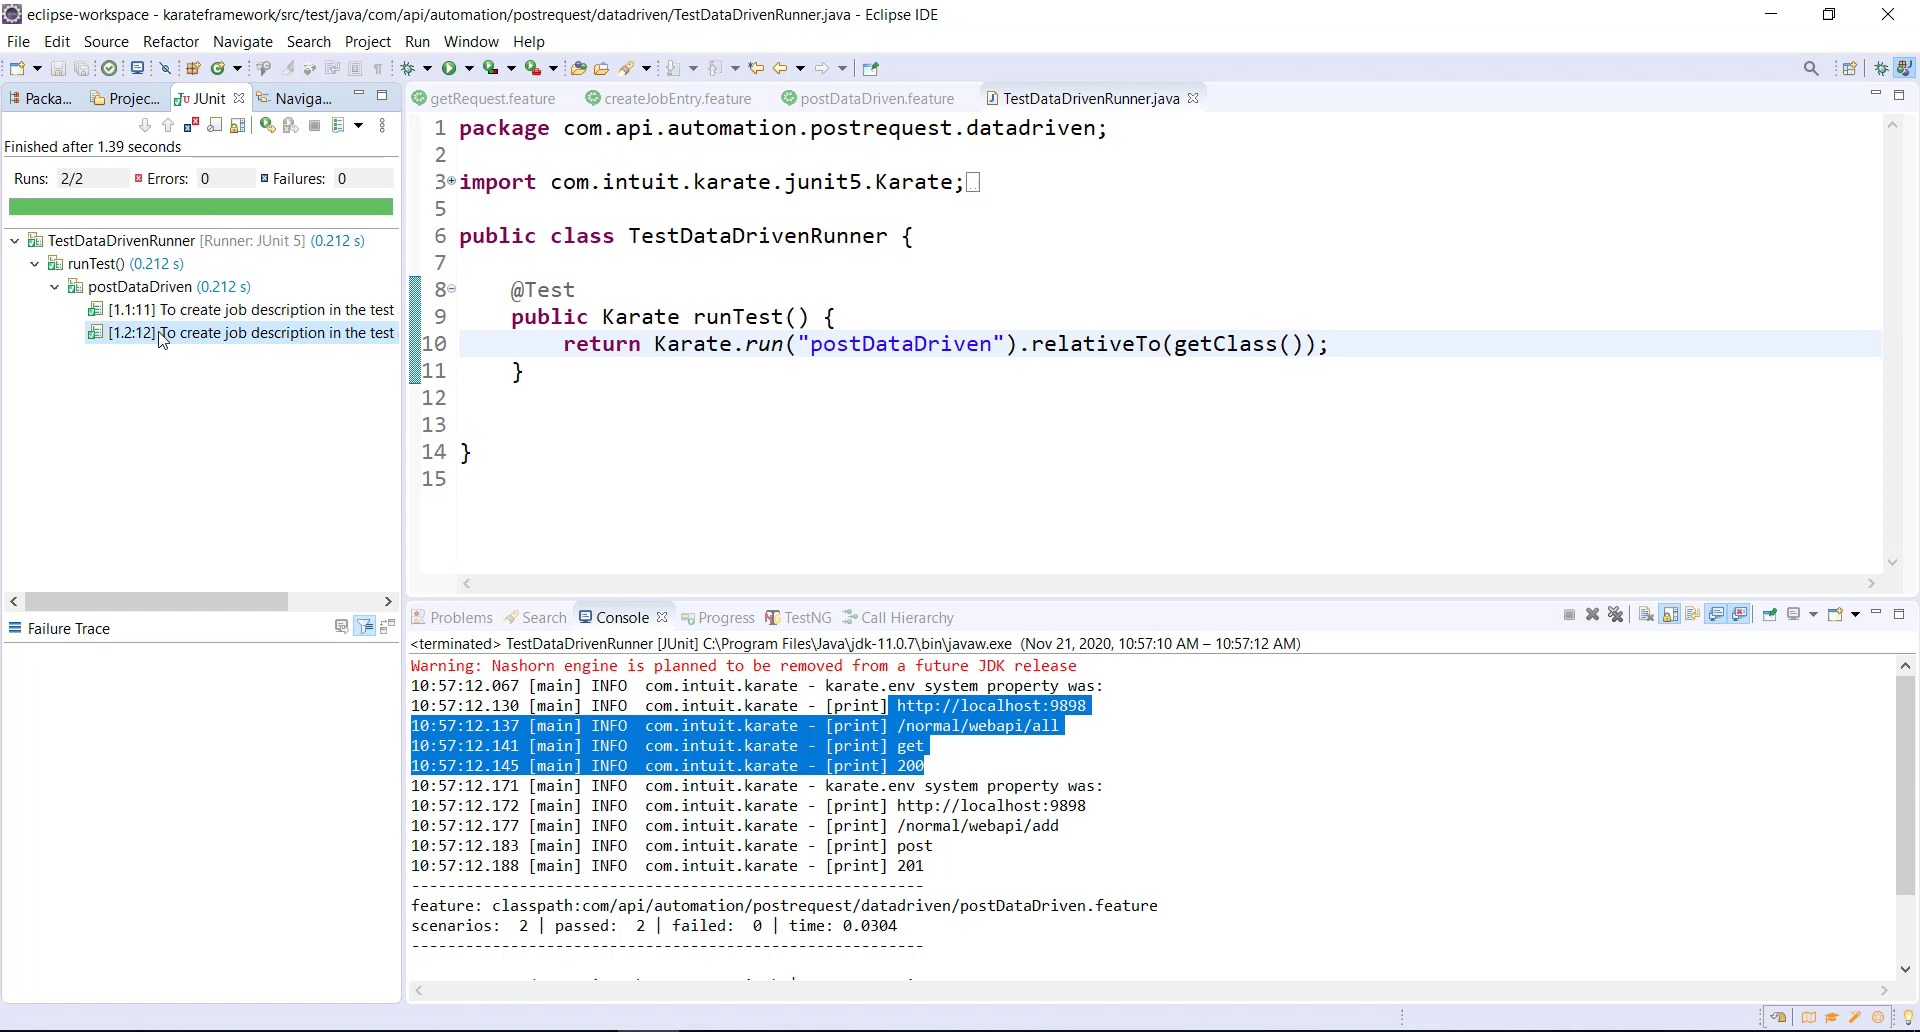 eclipse-workspace - karateframework/src/test/java/com/api/automation/postrequest/datadriven/TestDataDrivenRunner.java - Eclipse IDE
File Edit Source Refactor Navigate Search Project Run Window Help
Packa... Projec... JUnit Naviga...
getRequest.feature createJobEntry.feature postDataDriven.feature TestDataDrivenRunner.java
Finished after 1.39 seconds
Runs: 2/2 Errors: 0 Failures: 0
TestDataDrivenRunner [Runner: JUnit 5] (0.212 s)
runTest() (0.212 s)
postDataDriven (0.212 s)
[1.1:11] To create job description in the test
[1.2:12] To create job description in the test
Failure Trace
1 package com.api.automation.postrequest.datadriven;
2
3 import com.intuit.karate.junit5.Karate;
5
6 public class TestDataDrivenRunner {
7
8 @Test
9 public Karate runTest() {
10 return Karate.run("postDataDriven").relativeTo(getClass());
11 }
12
13
14 }
15
Problems Search Console Progress TestNG Call Hierarchy
<terminated> TestDataDrivenRunner [JUnit] C:\Program Files\Java\jdk-11.0.7\bin\javaw.exe (Nov 21, 2020, 10:57:10 AM – 10:57:12 AM)
Warning: Nashorn engine is planned to be removed from a future JDK release
10:57:12.067 [main] INFO com.intuit.karate - karate.env system property was:
10:57:12.130 [main] INFO com.intuit.karate - [print] http://localhost:9898
10:57:12.137 [main] INFO com.intuit.karate - [print] /normal/webapi/all
10:57:12.141 [main] INFO com.intuit.karate - [print] get
10:57:12.145 [main] INFO com.intuit.karate - [print] 200
10:57:12.171 [main] INFO com.intuit.karate - karate.env system property was:
10:57:12.172 [main] INFO com.intuit.karate - [print] http://localhost:9898
10:57:12.177 [main] INFO com.intuit.karate - [print] /normal/webapi/add
10:57:12.183 [main] INFO com.intuit.karate - [print] post
10:57:12.188 [main] INFO com.intuit.karate - [print] 201
---------------------------------------------------------
feature: classpath:com/api/automation/postrequest/datadriven/postDataDriven.feature
scenarios: 2 | passed: 2 | failed: 0 | time: 0.0304
---------------------------------------------------------